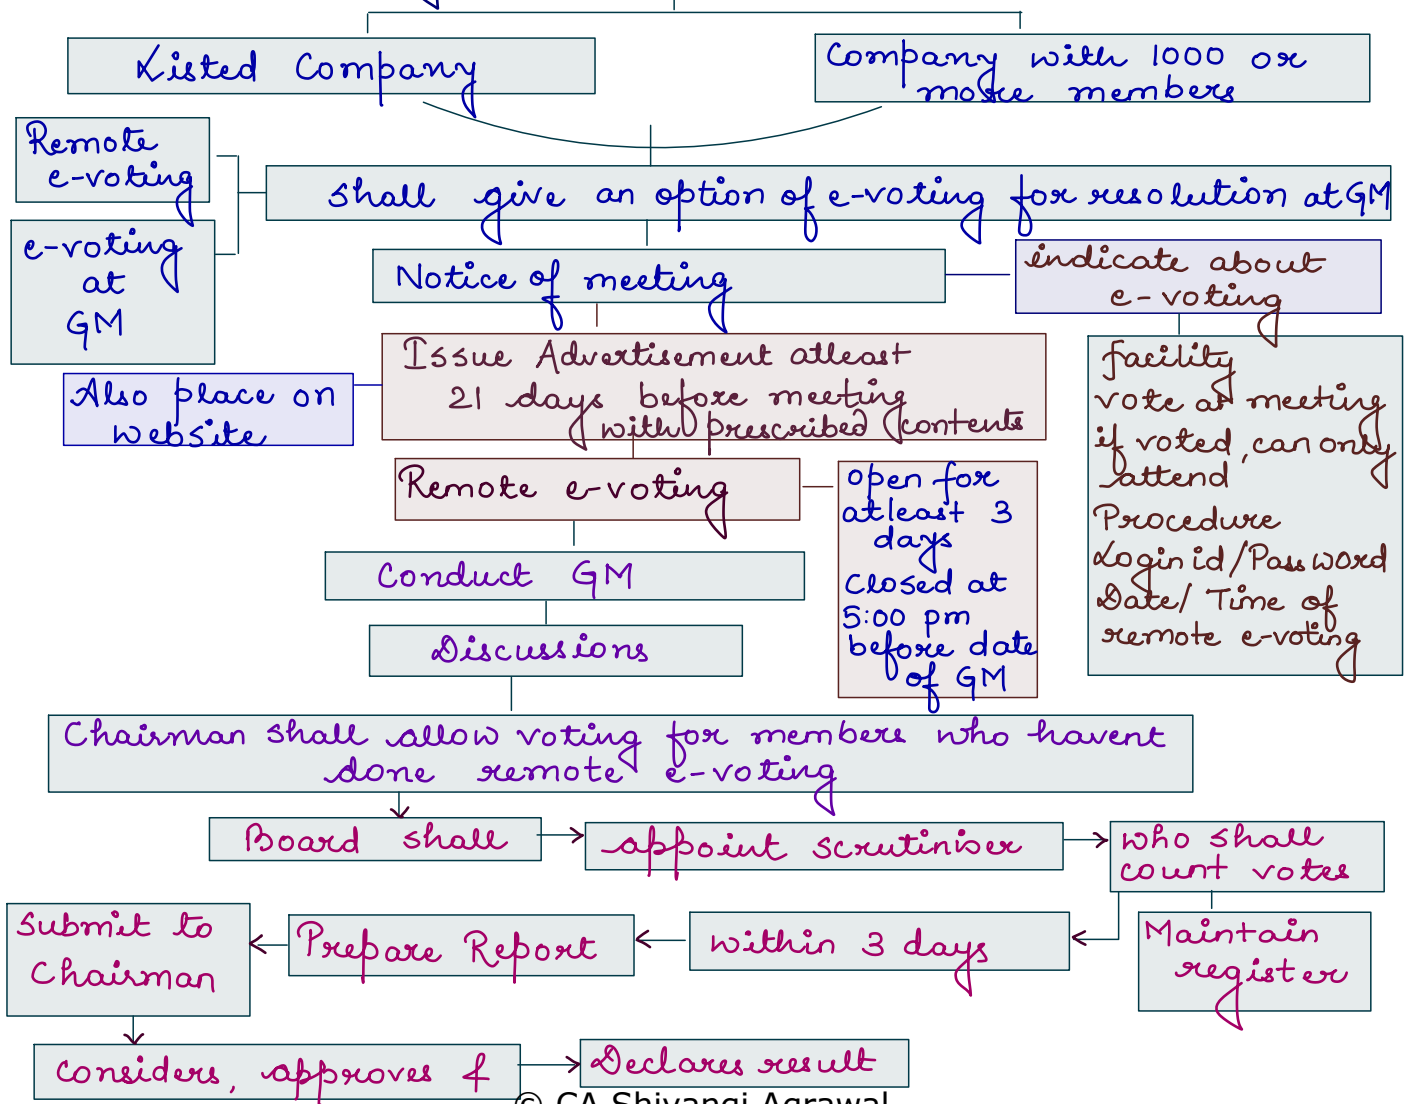 Listed Company
Company with 1000 or
more members
Remote
e-voting
shall give an option of e-voting for resolution at GM
e-voting
at
GM
Notice of meeting
indicate about
e-voting
Issue Advertisement atleast
21 days before meeting
with prescribed contents
Also place on
website
facility
vote at meeting
if voted, can only
attend
Procedure
Login id/Password
Date/Time of
remote e-voting
Remote e-voting
open for
atleast 3
days
Closed at
5:00 pm
before date
of GM
Conduct GM
Discussions
Chairman shall allow voting for members who havent
done remote e-voting
Board shall
appoint scrutiniser
who shall
count votes
Maintain
register
within 3 days
Prepare Report
Submit to
Chairman
considers, approves &
Declares result
© CA Shivangi Agrawal